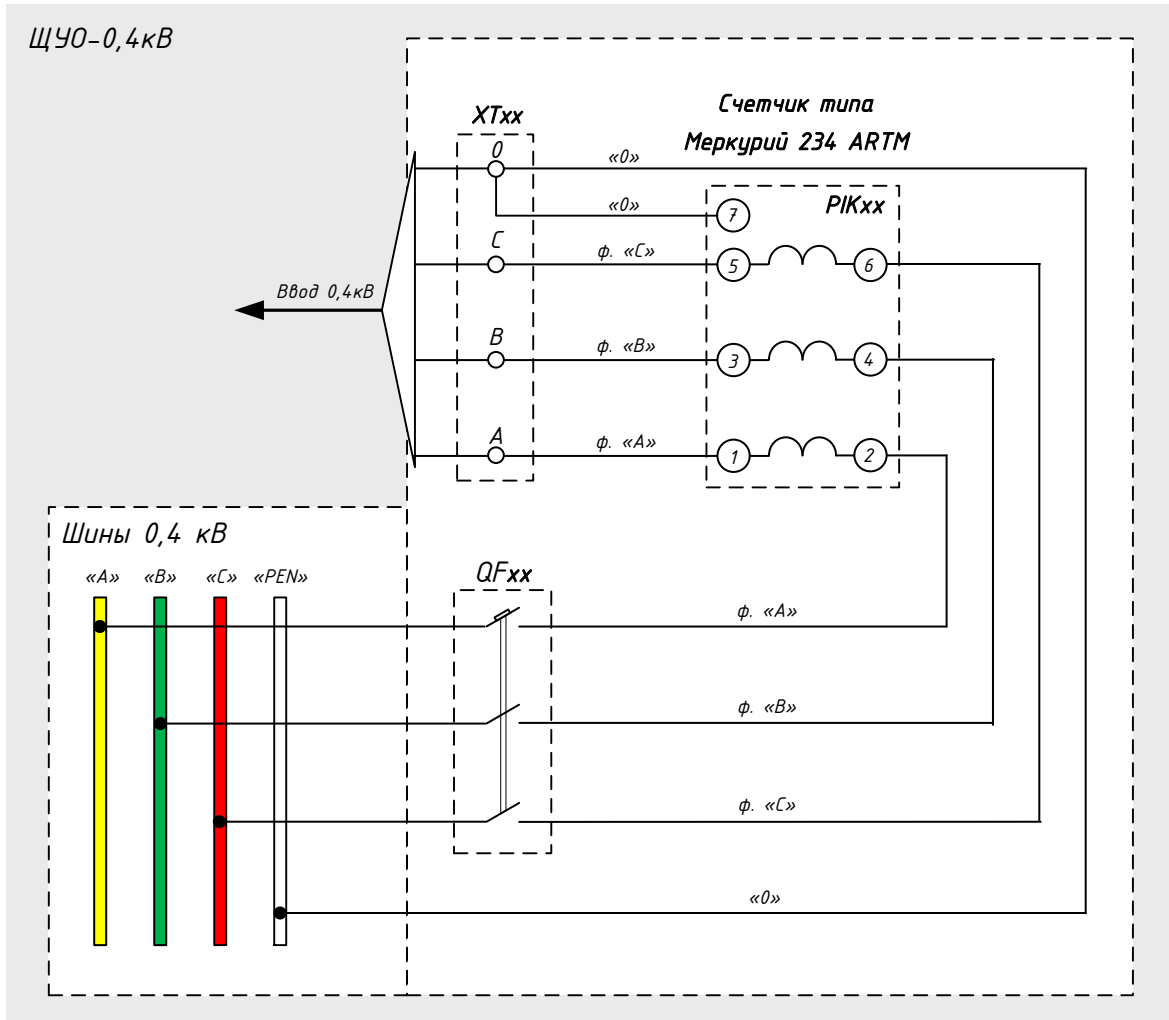 ЩУО-0,4кВ
Счетчик типа
Меркурий 234 ARTM
XTxx
0
«0»
«0»
7
PIKxx
C
ф. «C»
5
6
Ввод 0,4кВ
B
ф. «B»
3
4
A
ф. «A»
1
2
Шины 0,4 кВ
«A» «B» «C» «PEN»
QFxx
ф. «A»
ф. «B»
ф. «C»
«0»